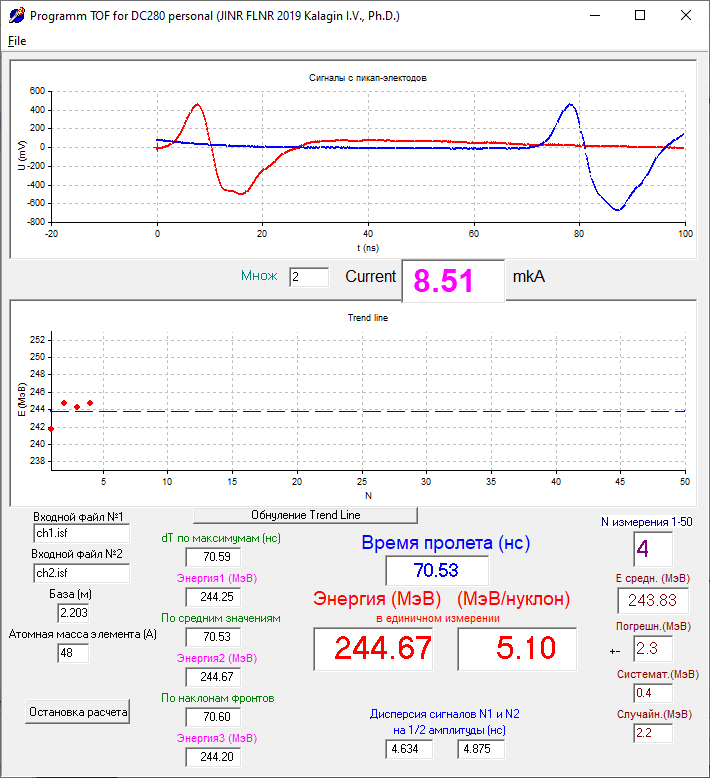 Programm TOF for DC280 personal (JINR FLNR 2019 Kalagin I.V., Ph.D.)
File
Сигналы с пикап-электодов
600
400
200
0
-200
-400
-600
-800
U (mV)
-20 0 20 40 60 80 100
t (ns)
Множ 2 Current 8.51 mkA
Trend line
252
250
248
246
244
242
240
238
E (МэВ)
5 10 15 20 25 30 35 40 45 50
N
Обнуление Trend Line
Входной файл №1
ch1.isf
Входной файл №2
ch2.isf
База (м)
2.203
Атомная масса элемента (А)
48
Остановка расчета
dT по максимумам (нс)
70.59
Энергия1 (МэВ)
244.25
По средним значениям
70.53
Энергия2 (МэВ)
244.67
По наклонам фронтов
70.60
Энергия3 (МэВ)
244.20
Время пролета (нс)
70.53
Энергия (МэВ) (МэВ/нуклон)
в единичном измерении
244.67 5.10
Дисперсия сигналов N1 и N2
на 1/2 амплитуды (нс)
4.634 4.875
N измерения 1-50
4
Е средн. (МэВ)
243.83
Погрешн.(МэВ)
+- 2.3
Системат.(МэВ)
0.4
Случайн.(МэВ)
2.2